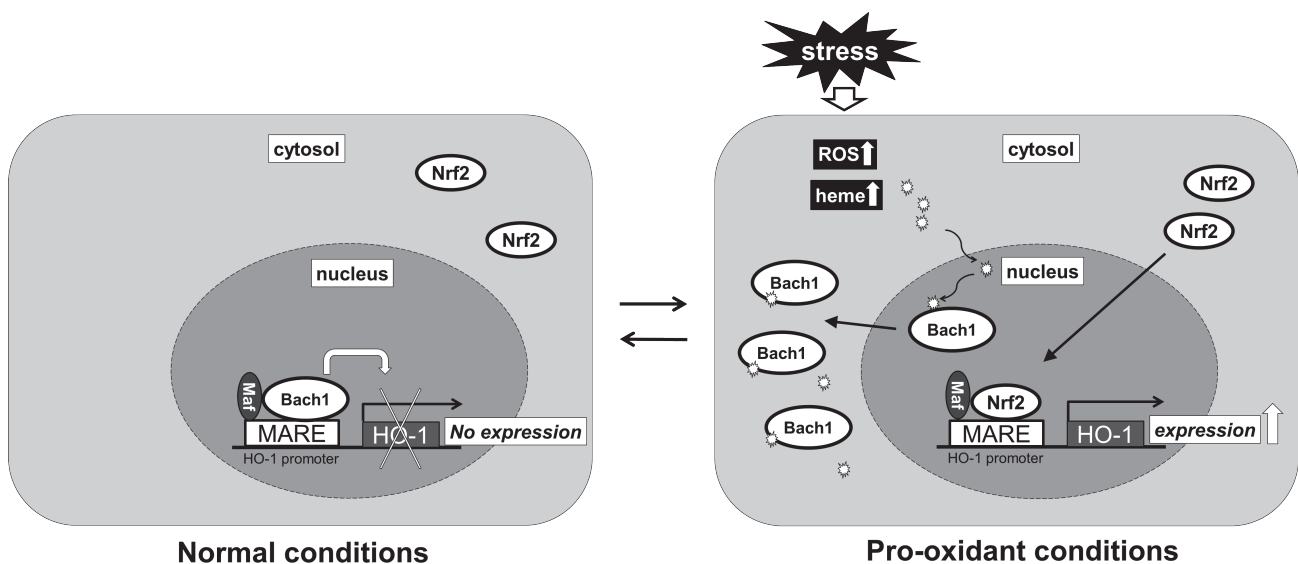 stress
cytosol
Nrf2
Nrf2
nucleus
Maf
Bach1
MARE
HO-1
No expression
HO-1 promoter
Normal conditions
ROS
heme
cytosol
Nrf2
Nrf2
nucleus
Bach1
Bach1
Bach1
Bach1
Maf
Nrf2
MARE
HO-1
expression
HO-1 promoter
Pro-oxidant conditions